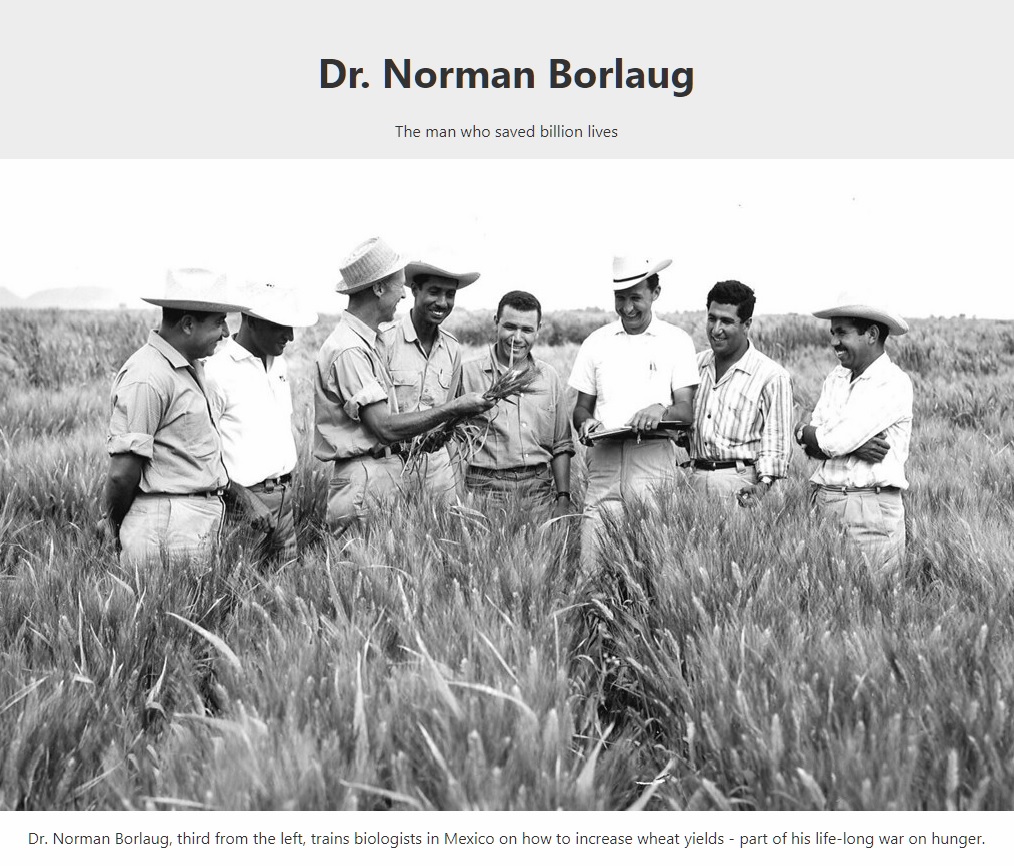 Dr. Norman Borlaug
The man who saved billion lives
Dr. Norman Borlaug, third from the left, trains biologists in Mexico on how to increase wheat yields - part of his life-long war on hunger.